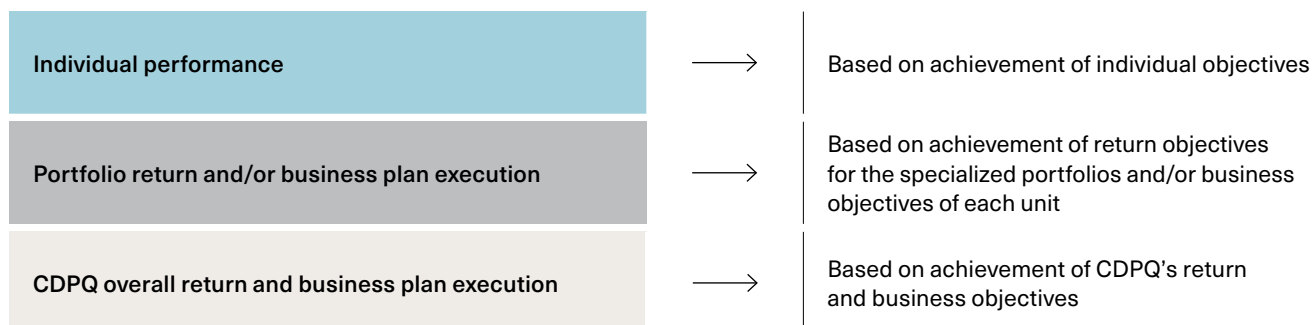 Individual performance
Based on achievement of individual objectives
Portfolio return and/or business plan execution
Based on achievement of return objectives
for the specialized portfolios and/or business
objectives of each unit
CDPQ overall return and business plan execution
Based on achievement of CDPQ’s return
and business objectives